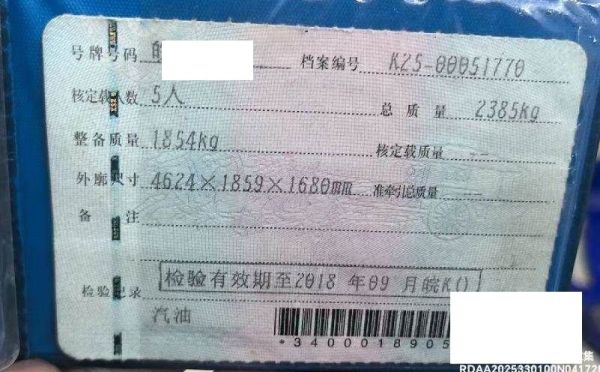 号牌号码 档案编号 K25-00051770
核定载人数 5人 总质量 2385kg
整备质量 1854kg 核定载质量 --
外廓尺寸 4624×1859×1680mm 准牵引总质量 --
备注
检验记录 检验有效期至2018年09月皖K()
汽油
*3400018905
RDAA2025330100N04172